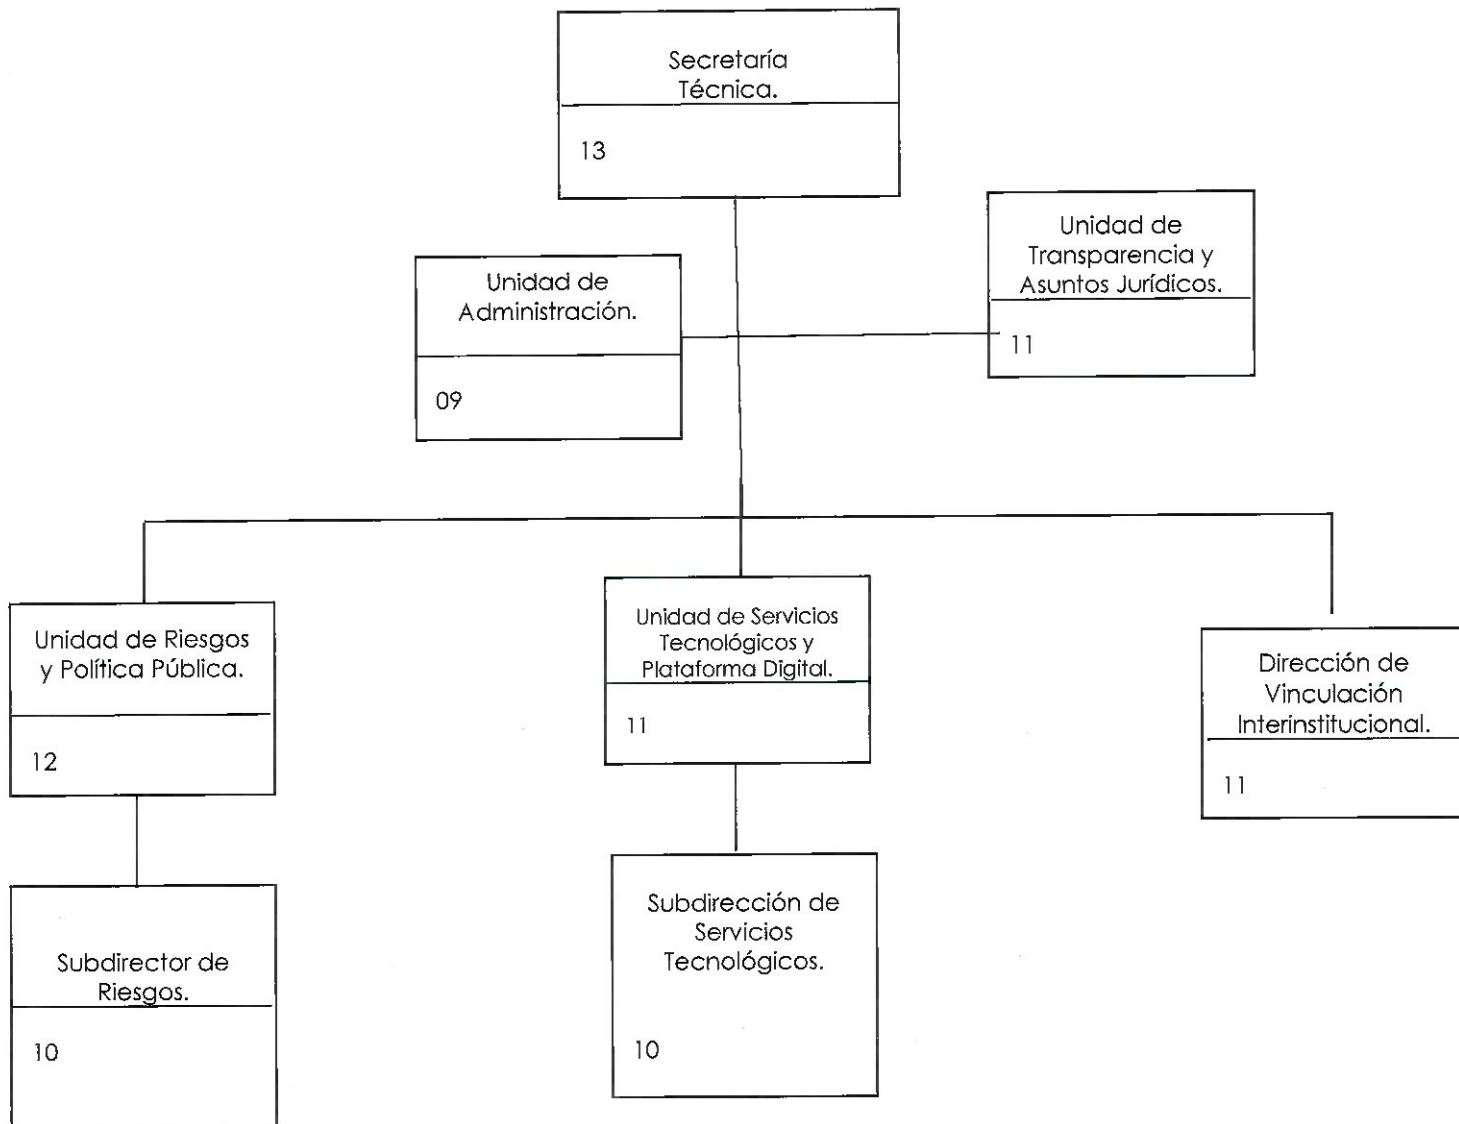 Secretaría
Técnica.
13
Unidad de
Transparencia y
Asuntos Jurídicos.
11
Unidad de
Administración.
09
Unidad de Riesgos
y Política Pública.
12
Unidad de Servicios
Tecnológicos y
Plataforma Digital.
11
Dirección de
Vinculación
Interinstitucional.
11
Subdirector de
Riesgos.
10
Subdirección de
Servicios
Tecnológicos.
10